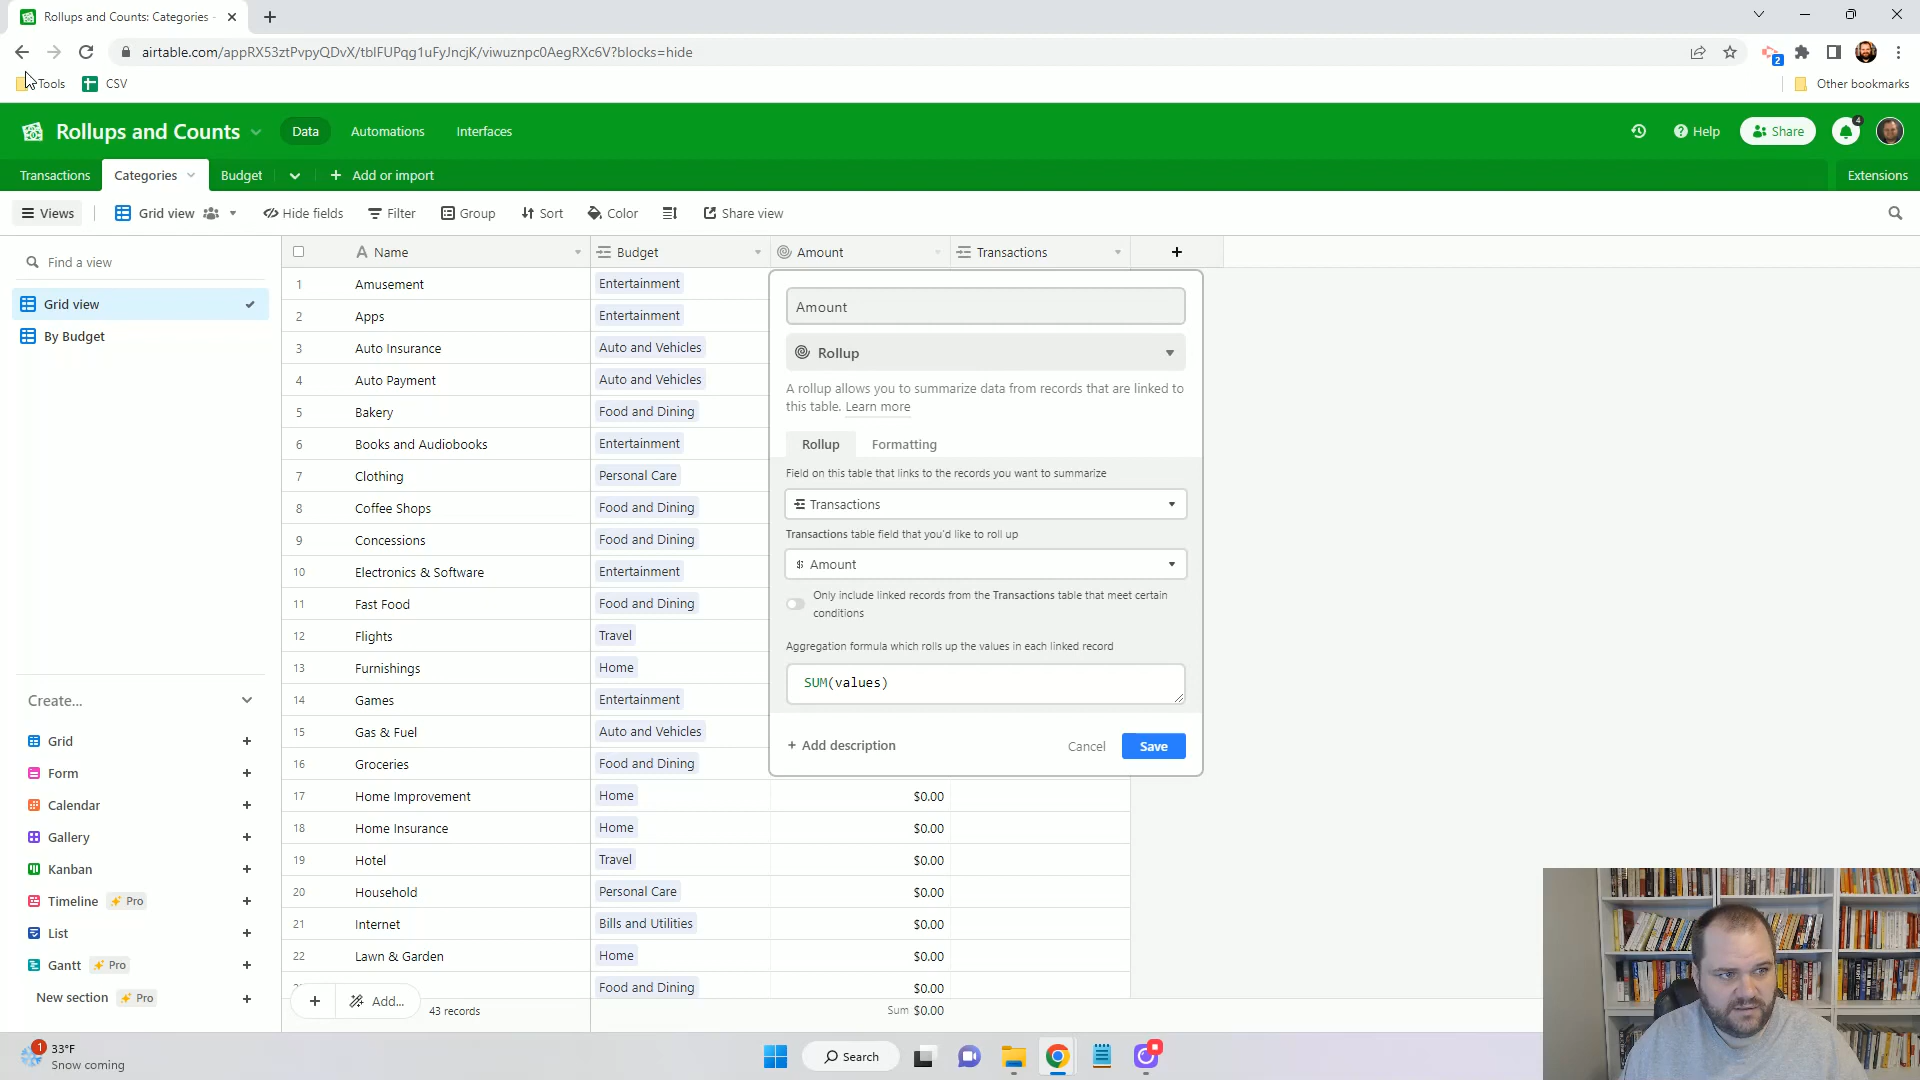 Rollups and Counts: Categories -
airtable.com/appRX53ztPvpyQDvX/tblFUPqg1uFyJncjK/viwuznpc0AegRXc6V?blocks=hide
2
Tools
CSV
Other bookmarks
Rollups and Counts
Data
Automations
Interfaces
Help
Share
4
Transactions
Categories
Budget
Add or import
Extensions
Views
Grid view
Hide fields
Filter
Group
Sort
Color
Share view
Find a view
Grid view
By Budget
Create...
Grid
Form
Calendar
Gallery
Kanban
Timeline Pro
List
Gantt Pro
New section Pro
Name Budget Amount Transactions
1 Amusement Entertainment
2 Apps Entertainment
3 Auto Insurance Auto and Vehicles
4 Auto Payment Auto and Vehicles
5 Bakery Food and Dining
6 Books and Audiobooks Entertainment
7 Clothing Personal Care
8 Coffee Shops Food and Dining
9 Concessions Food and Dining
10 Electronics & Software Entertainment
11 Fast Food Food and Dining
12 Flights Travel
13 Furnishings Home
14 Games Entertainment
15 Gas & Fuel Auto and Vehicles
16 Groceries Food and Dining
17 Home Improvement Home $0.00
18 Home Insurance Home $0.00
19 Hotel Travel $0.00
20 Household Personal Care $0.00
21 Internet Bills and Utilities $0.00
22 Lawn & Garden Home $0.00
Food and Dining $0.00
Add...
43 records
Sum $0.00
Amount
Rollup
A rollup allows you to summarize data from records that are linked to
this table. Learn more
Rollup
Formatting
Field on this table that links to the records you want to summarize
Transactions
Transactions table field that you'd like to roll up
Amount
Only include linked records from the Transactions table that meet certain
conditions
Aggregation formula which rolls up the values in each linked record
SUM(values)
+ Add description
Cancel
Save
1
33°F
Snow coming
Search